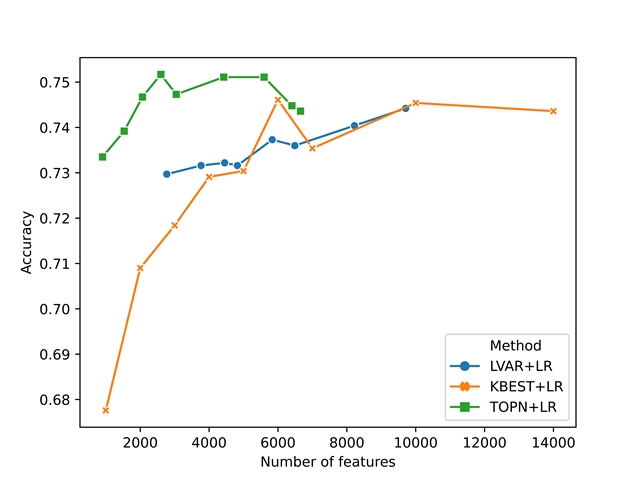 0.75
0.74
0.73
0.72
0.71
0.70
0.69
0.68
Accuracy
2000 4000 6000 8000 10000 12000 14000
Number of features
Method
LVAR+LR
KBEST+LR
TOPN+LR